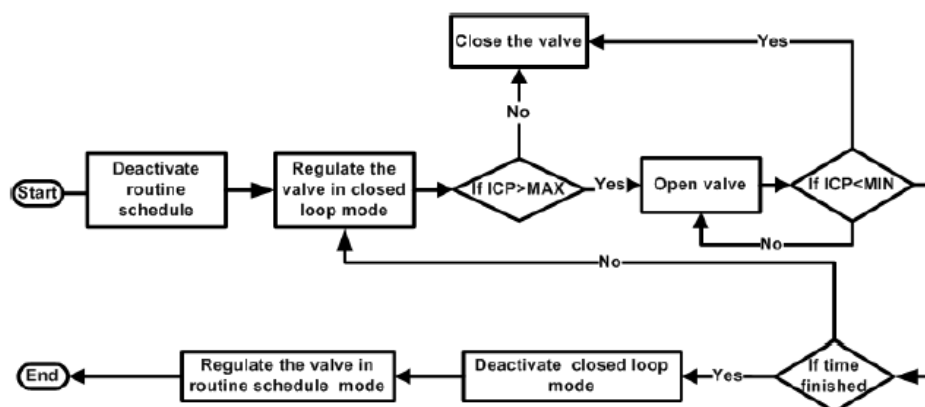 Close the valve
Yes
No
Start
Deactivate
routine
schedule
Regulate the
valve in closed
loop mode
If ICP>MAX
Yes
Open valve
If ICP<MIN
No
No
End
Regulate the valve in
routine schedule mode
Deactivate closed loop
mode
Yes
If time
finished